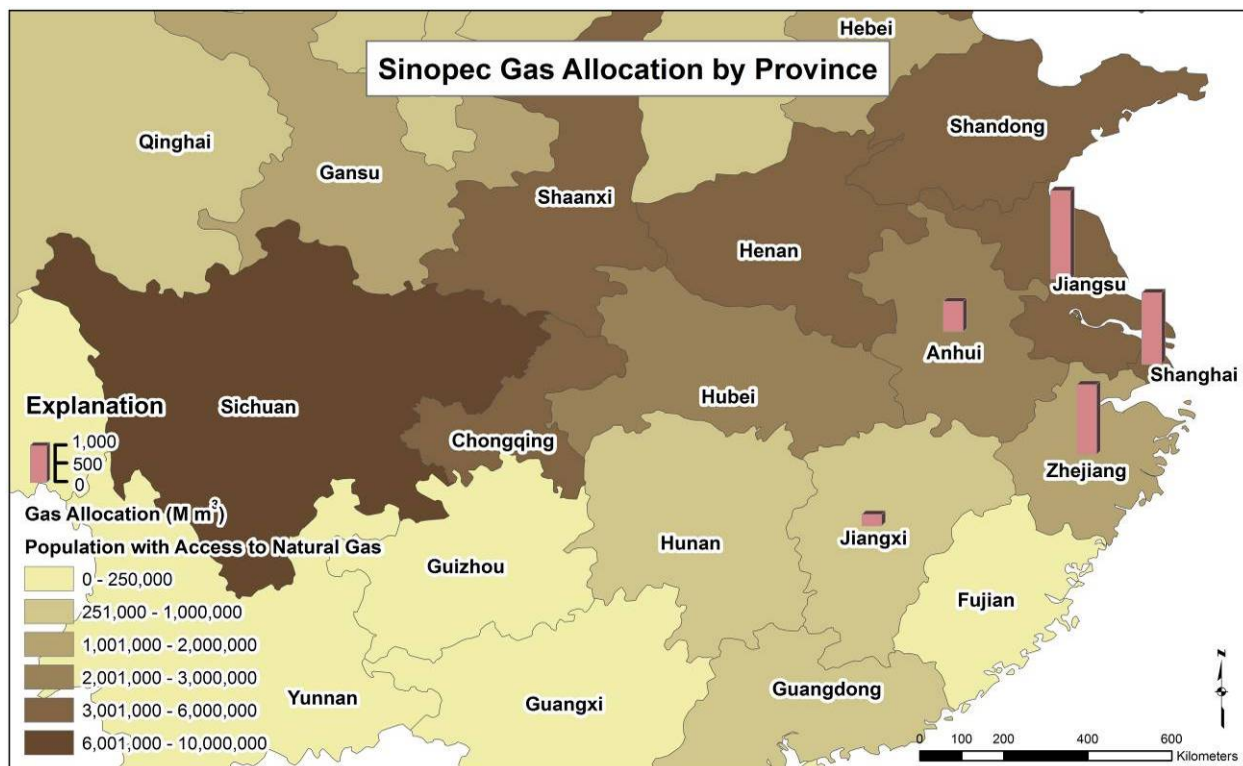 Sinopec Gas Allocation by Province
Hebei
Shandong
Qinghai
Gansu
Shaanxi
Henan
Jiangsu
Anhui
Shanghai
Hubei
Sichuan
Chongqing
Zhejiang
Hunan
Jiangxi
Guizhou
Fujian
Yunnan
Guangxi
Guangdong
Explanation
1,000
500
0
Gas Allocation (M m³)
Population with Access to Natural Gas
0 - 250,000
251,000 - 1,000,000
1,001,000 - 2,000,000
2,001,000 - 3,000,000
3,001,000 - 6,000,000
6,001,000 - 10,000,000
N
0 100 200 400 600
Kilometers